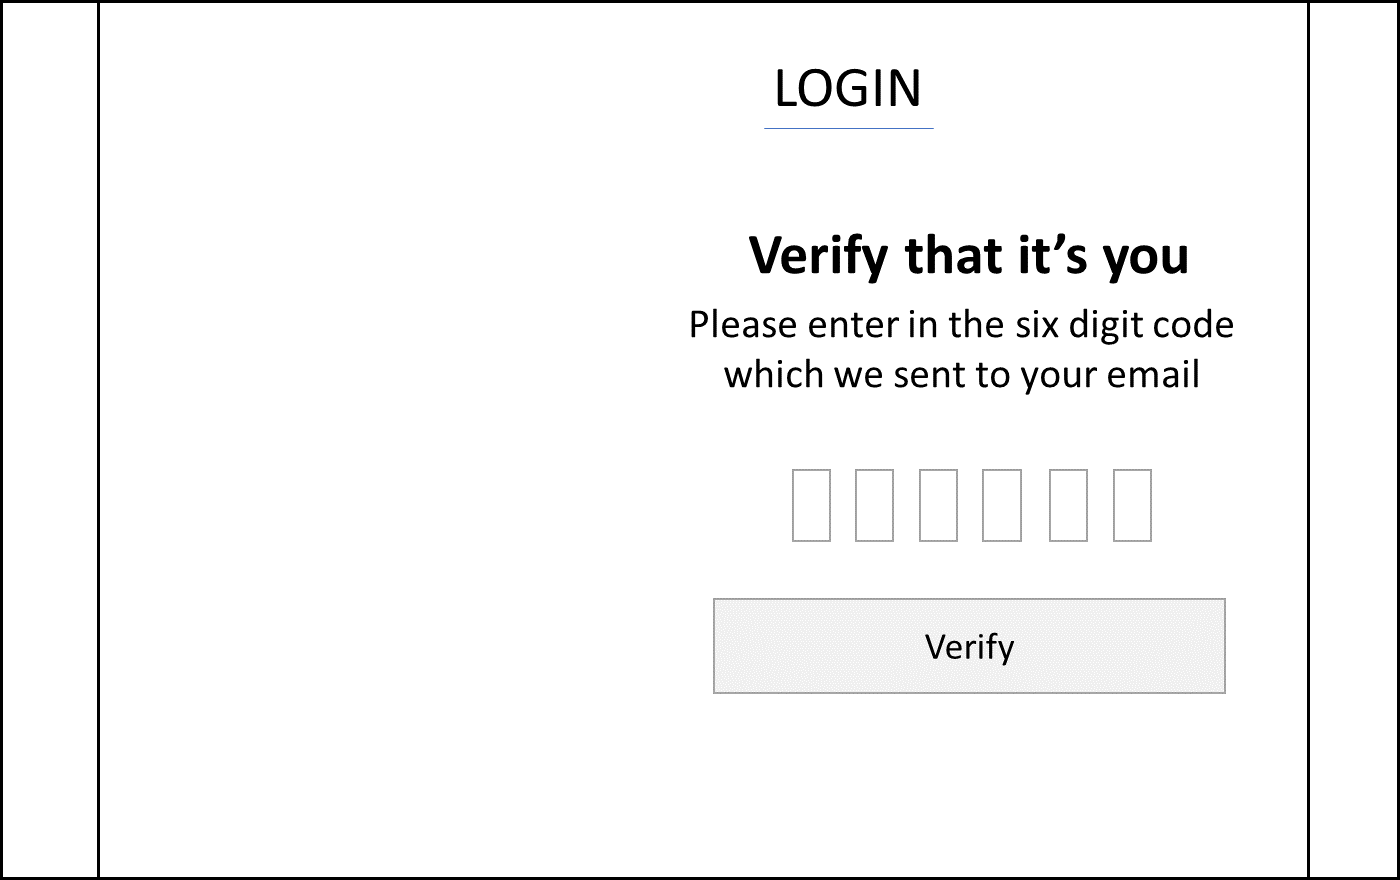 LOGIN
Verify that it’s you
Please enter in the six digit code
which we sent to your email
Verify